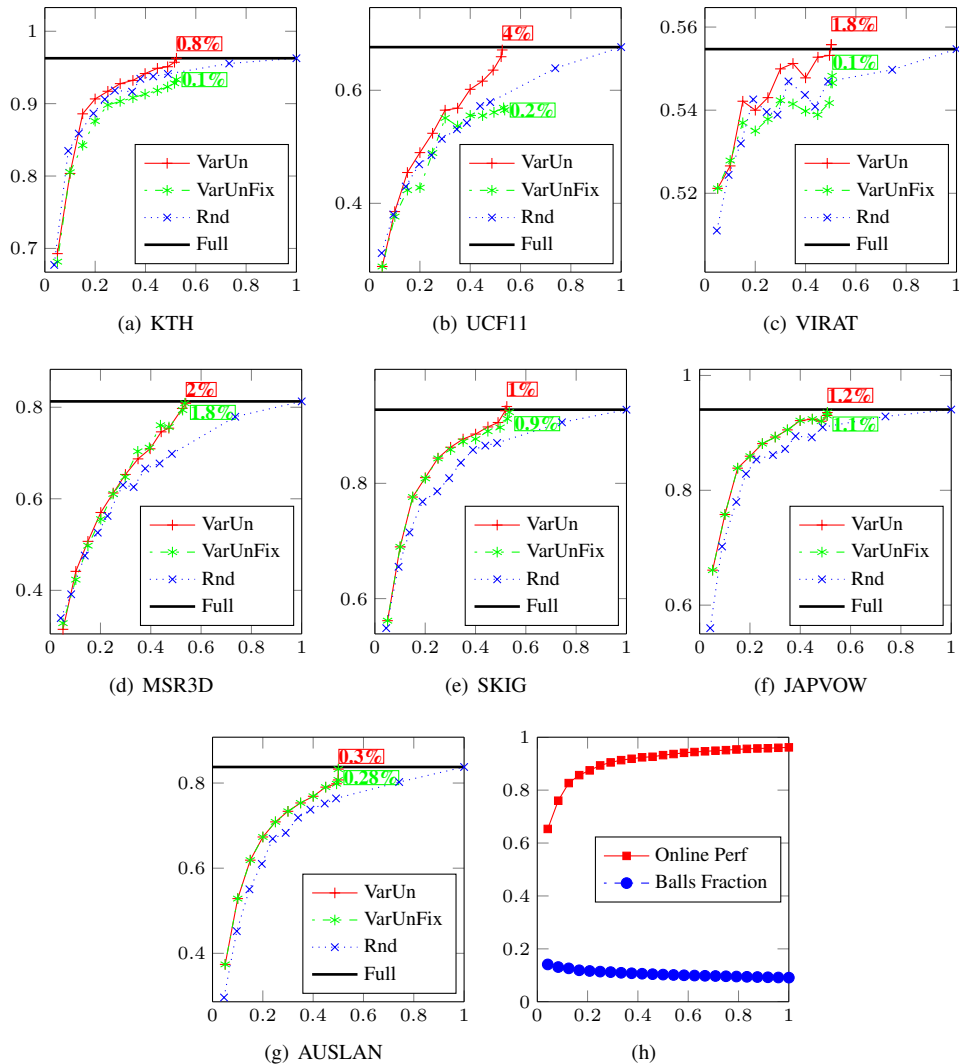 1
0.9
0.8
0.7
0
0.2
0.4
0.6
0.8
1
0.8%
0.1%
VarUn
VarUnFix
Rnd
Full
(a) KTH
0.6
0.4
0
0.2
0.4
0.6
0.8
1
4%
0.2%
VarUn
VarUnFix
Rnd
Full
(b) UCF11
0.56
0.54
0.52
0
0.2
0.4
0.6
0.8
1
1.8%
0.1%
VarUn
VarUnFix
Rnd
Full
(c) VIRAT
0.8
0.6
0.4
0
0.2
0.4
0.6
0.8
1
2%
1.8%
VarUn
VarUnFix
Rnd
Full
(d) MSR3D
0.8
0.6
0
0.2
0.4
0.6
0.8
1
1%
0.9%
VarUn
VarUnFix
Rnd
Full
(e) SKIG
1
0.8
0.6
0
0.2
0.4
0.6
0.8
1
1.2%
1.1%
VarUn
VarUnFix
Rnd
Full
(f) JAPVOW
0.8
0.6
0.4
0
0.2
0.4
0.6
0.8
1
0.3%
0.28%
VarUn
VarUnFix
Rnd
Full
(g) AUSLAN
1
0.8
0.6
0.4
0.2
0
0
0.2
0.4
0.6
0.8
1
Online Perf
Balls Fraction
(h)